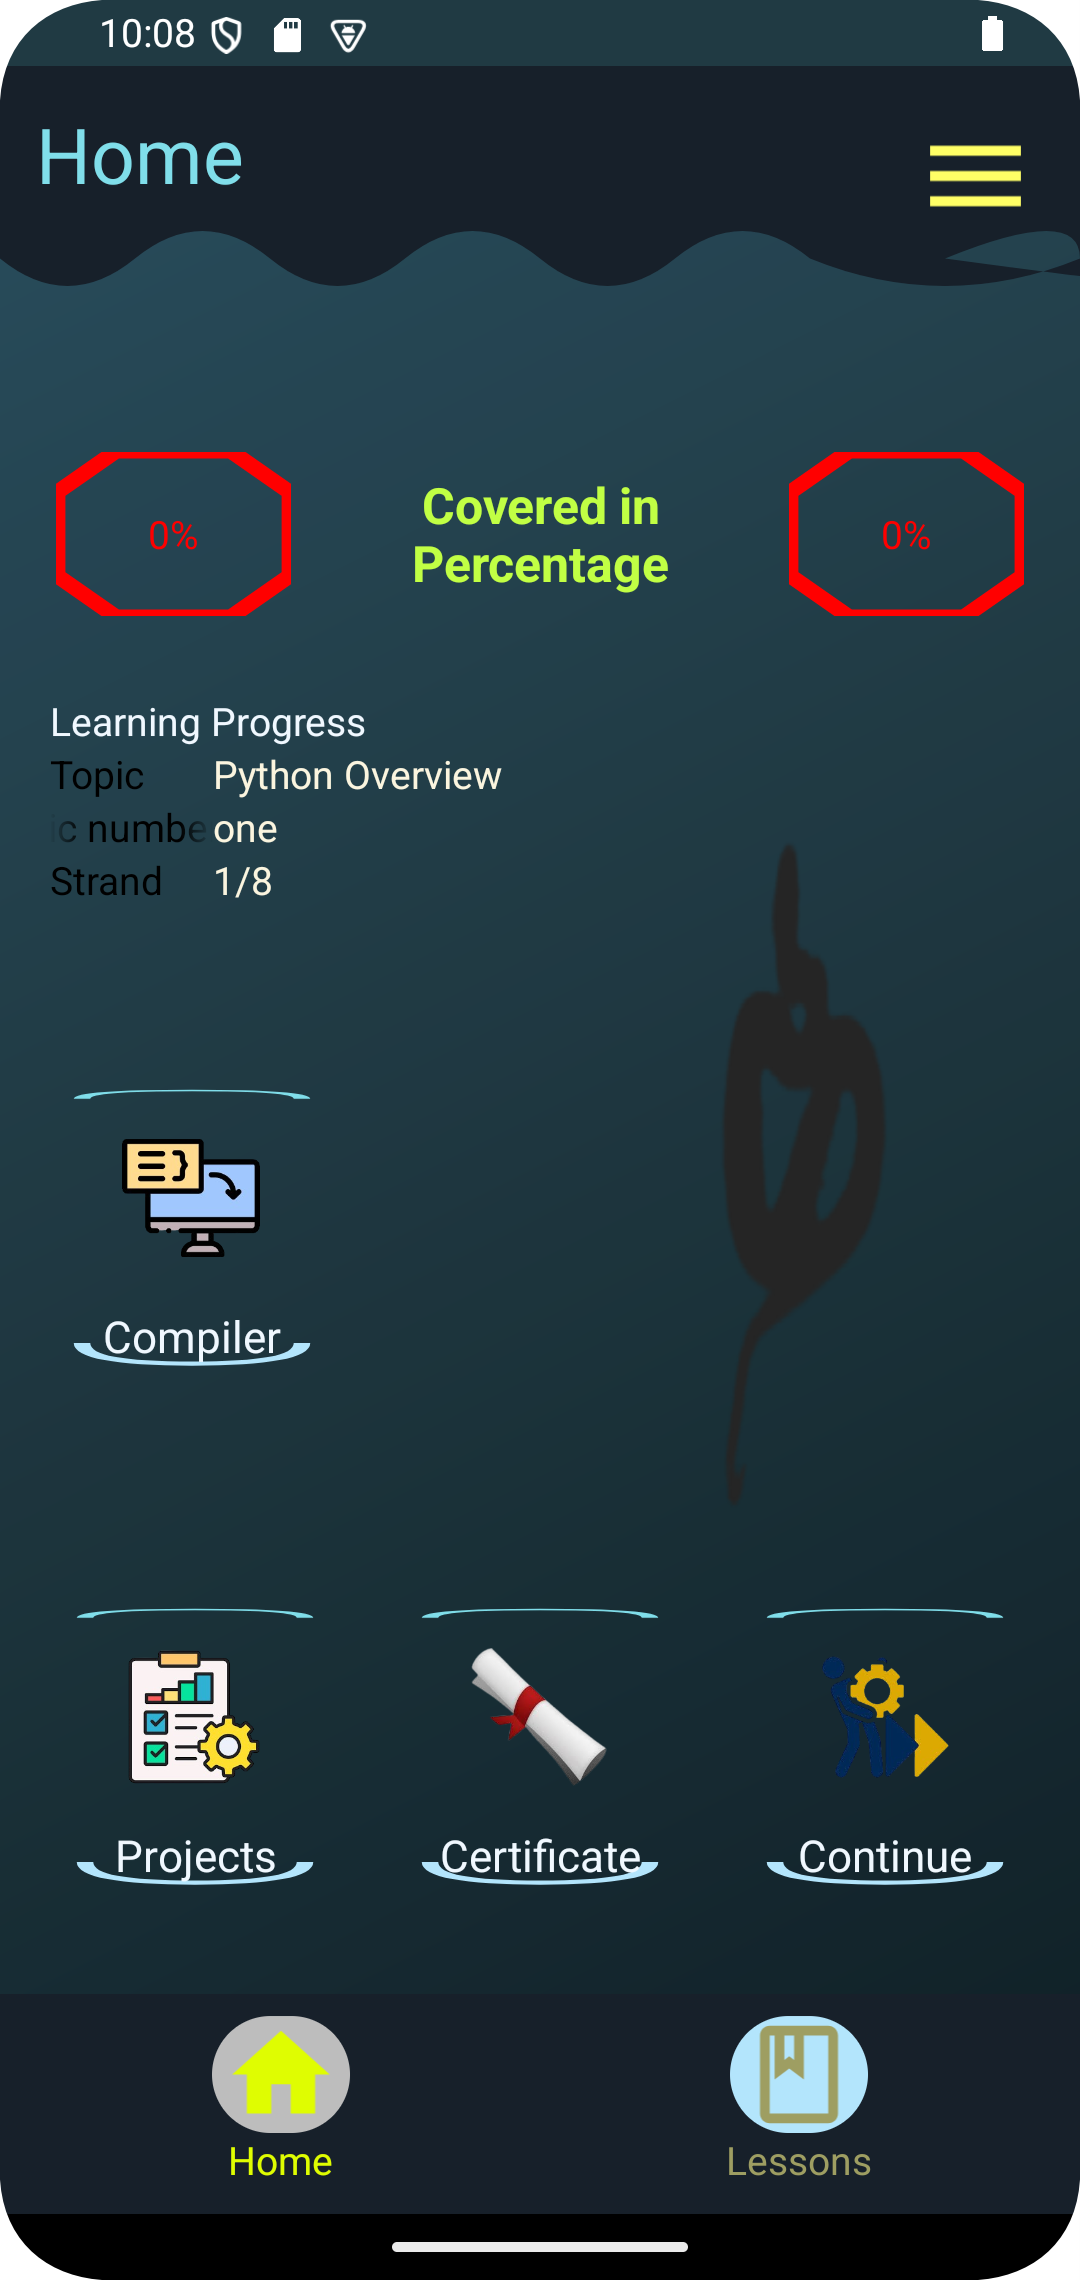 10:08
Home
0%
Covered in
Percentage
0%
Learning Progress
Topic Python Overview
ic numbe one
Strand 1/8
Compiler
Projects Certificate Continue
Home Lessons